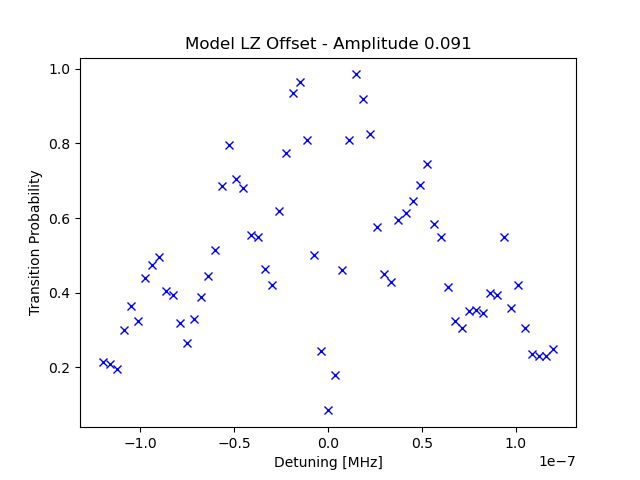 Model LZ Offset - Amplitude 0.091
1.0
0.8
0.6
0.4
0.2
Transition Probability
−1.0 −0.5 0.0 0.5 1.0
1e−7
Detuning [MHz]